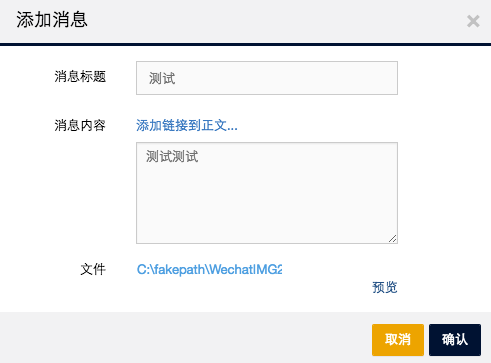 添加消息 ×
消息标题 测试
消息内容 添加链接到正文...
测试测试
文件 C:\fakepath\WechatIMG2
预览
取消 确认